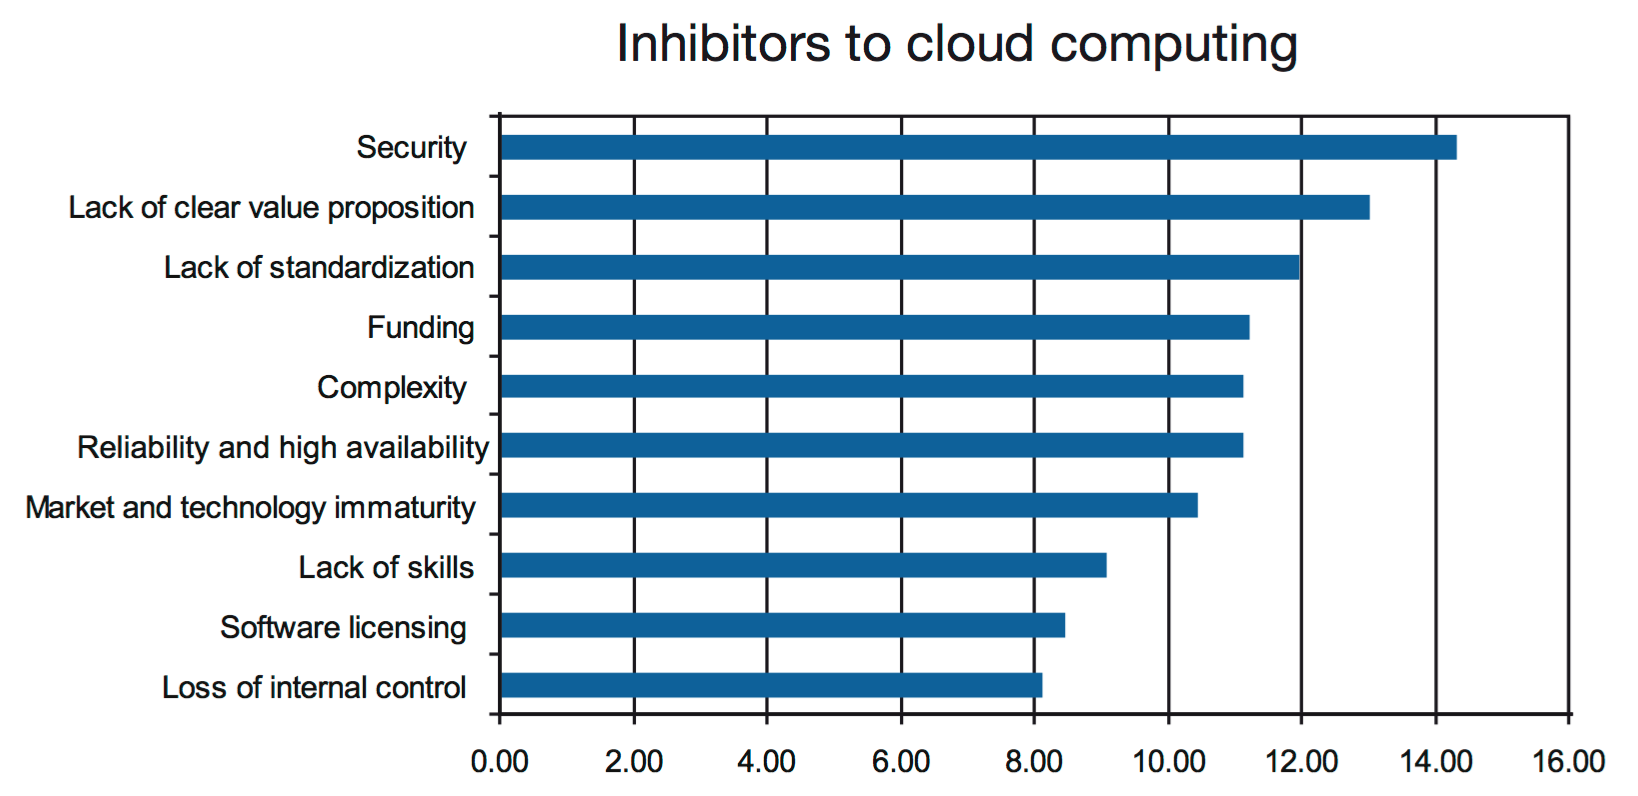 Inhibitors to cloud computing
Security
Lack of clear value proposition
Lack of standardization
Funding
Complexity
Reliability and high availability
Market and technology immaturity
Lack of skills
Software licensing
Loss of internal control
0.00 2.00 4.00 6.00 8.00 10.00 12.00 14.00 16.00